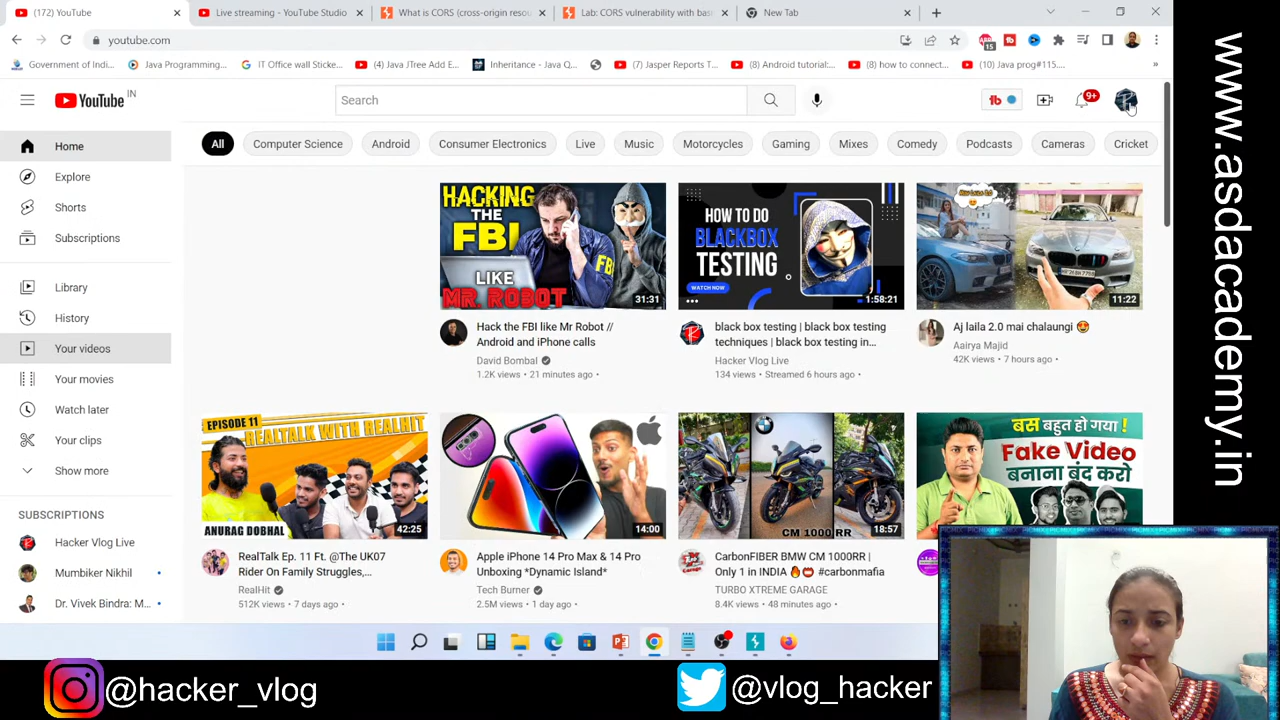 (172) YouTube
Live streaming - YouTube Studio
What is CORS (cross-origin resou
Lab: CORS vulnerability with bas
New Tab
youtube.com
15
Government of Indi...
Java Programming...
IT Office wall Sticke...
(4) Java JTree Add E...
Inheritance - Java Q...
(7) Jasper Reports T...
(8) Android tutorial:...
(8) how to connect...
(10) Java prog#115....
»
YouTube IN
Search
9+
Home
Explore
Shorts
Subscriptions
Library
History
Your videos
Your movies
Watch later
Your clips
Show more
SUBSCRIPTIONS
Hacker Vlog Live
Mumbiker Nikhil
Dr. Vivek Bindra: M...
All
Computer Science
Android
Consumer Electronics
Live
Music
Motorcycles
Gaming
Mixes
Comedy
Podcasts
Cameras
Cricket
HACKING
THE
FBI
LIKE
MR. ROBOT
FBI
31:31
Hack the FBI like Mr Robot //
Android and iPhone calls
David Bombal
1.2K views • 21 minutes ago
HOW TO DO
BLACKBOX
TESTING
WATCH NOW
1:58:21
black box testing | black box testing
techniques | black box testing in...
Hacker Vlog Live
134 views • Streamed 6 hours ago
11:22
Aj laila 2.0 mai chalaungi 😍
Aairya Majid
42K views • 7 hours ago
EPISODE 11
REALTALK WITH REALHIT
ANURAG DOBHAL
42:25
RealTalk Ep. 11 Ft. @The UK07
Rider On Family Struggles,...
RealHit
512K views • 7 days ago
14:00
Apple iPhone 14 Pro Max & 14 Pro
Unboxing *Dynamic Island*
Tech Burner
2.5M views • 1 day ago
CM 1000 RR
18:57
CarbonFIBER BMW CM 1000RR |
Only 1 in INDIA 🔥 #carbonmafia
TURBO XTREME GARAGE
8.4K views • 48 minutes ago
बस बहुत हो गया !
Fake Video
बनाना बंद करो
www.asdacademy.in
@hacker_vlog
@vlog_hacker